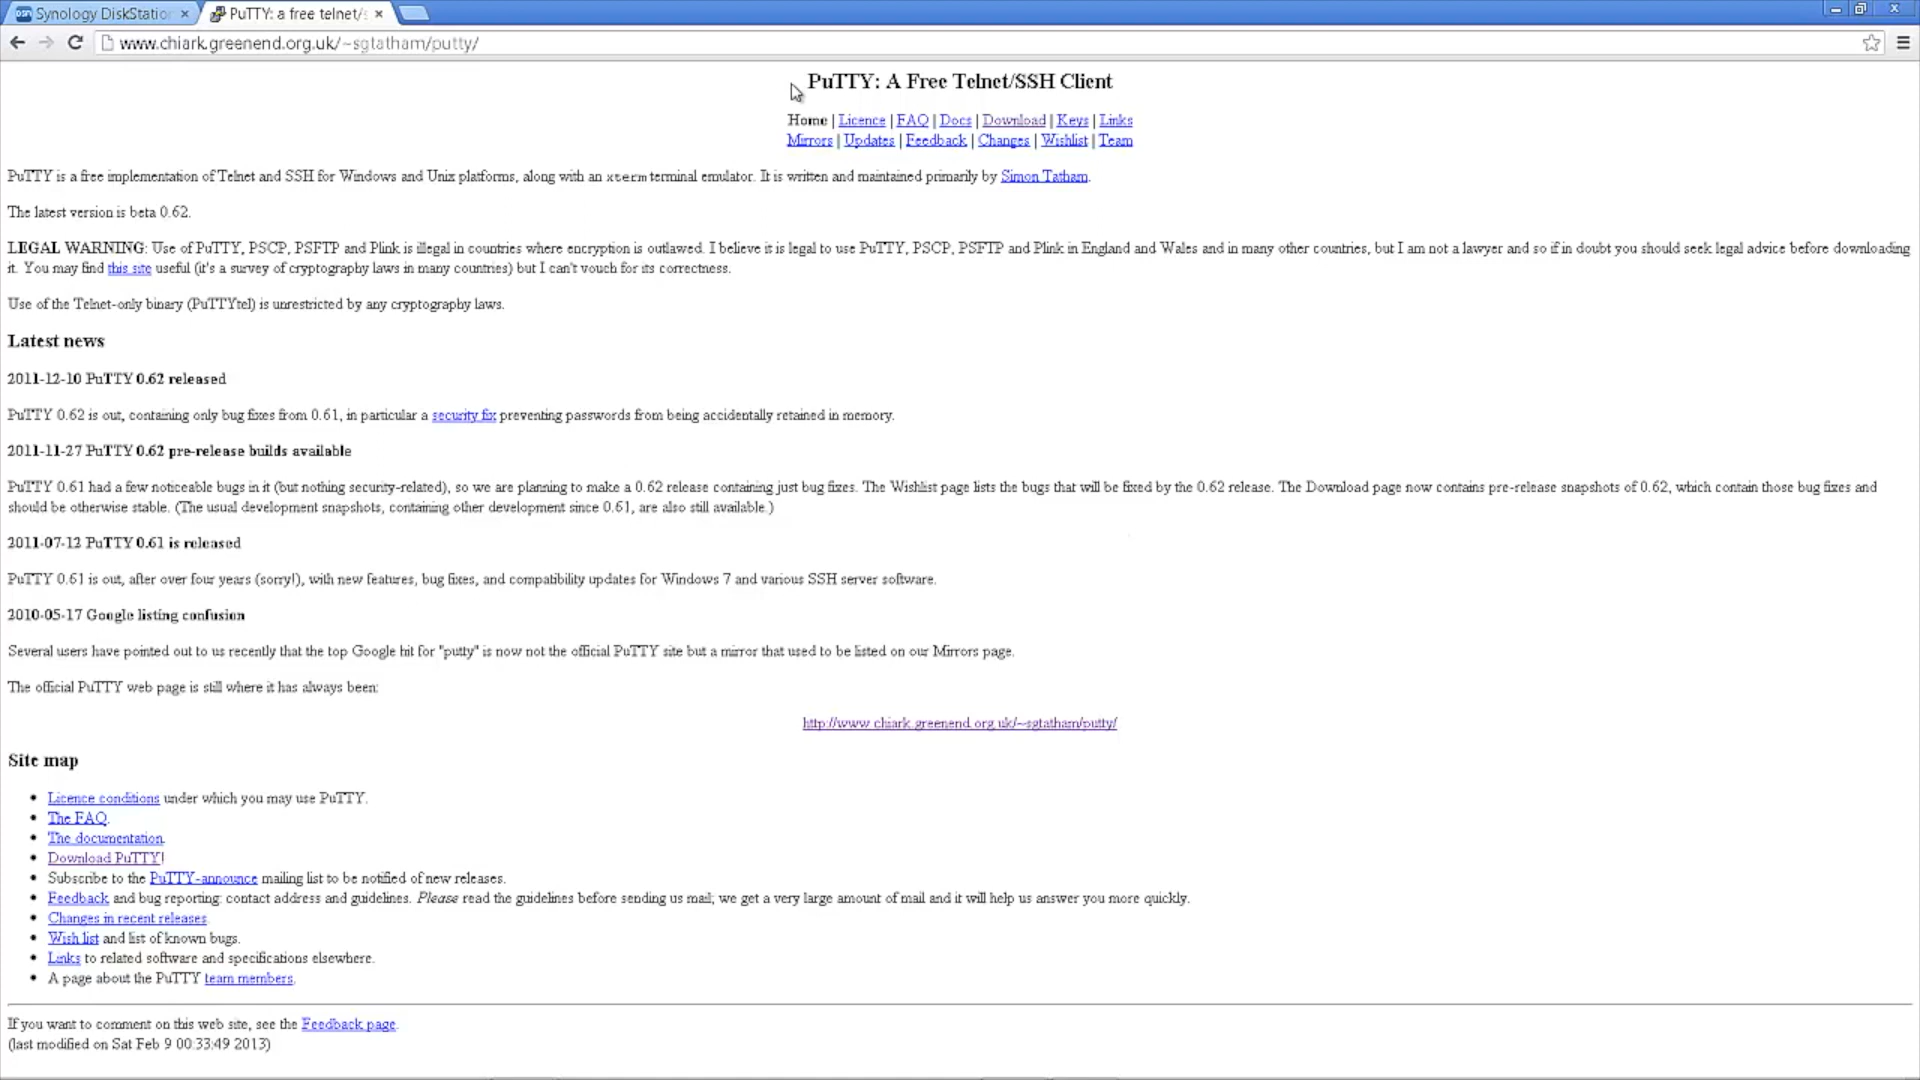 Synology DiskStatio
PuTTY: a free telnet/s
www.chiark.greenend.org.uk/~sgtatham/putty/
PuTTY: A Free Telnet/SSH Client
Home | Licence | FAQ | Docs | Download | Keys | Links
Mirrors | Updates | Feedback | Changes | Wishlist | Team
PuTTY is a free implementation of Telnet and SSH for Windows and Unix platforms, along with an xterm terminal emulator. It is written and maintained primarily by Simon Tatham.
The latest version is beta 0.62.
LEGAL WARNING: Use of PuTTY, PSCP, PSFTP and Plink is illegal in countries where encryption is outlawed. I believe it is legal to use PuTTY, PSCP, PSFTP and Plink in England and Wales and in many other countries, but I am not a lawyer and so if in doubt you should seek legal advice before downloading
it. You may find this site useful (it's a survey of cryptography laws in many countries) but I can't vouch for its correctness.
Use of the Telnet-only binary (PuTTYtel) is unrestricted by any cryptography laws.
Latest news
2011-12-10 PuTTY 0.62 released
PuTTY 0.62 is out, containing only bug fixes from 0.61, in particular a security fix preventing passwords from being accidentally retained in memory.
2011-11-27 PuTTY 0.62 pre-release builds available
PuTTY 0.61 had a few noticeable bugs in it (but nothing security-related), so we are planning to make a 0.62 release containing just bug fixes. The Wishlist page lists the bugs that will be fixed by the 0.62 release. The Download page now contains pre-release snapshots of 0.62, which contain those bug fixes and
should be otherwise stable. (The usual development snapshots, containing other development since 0.61, are also still available.)
2011-07-12 PuTTY 0.61 is released
PuTTY 0.61 is out, after over four years (sorry!), with new features, bug fixes, and compatibility updates for Windows 7 and various SSH server software.
2010-05-17 Google listing confusion
Several users have pointed out to us recently that the top Google hit for "putty" is now not the official PuTTY site but a mirror that used to be listed on our Mirrors page.
The official PuTTY web page is still where it has always been:
http://www.chiark.greenend.org.uk/~sgtatham/putty/
Site map
• Licence conditions under which you may use PuTTY.
• The FAQ.
• The documentation.
• Download PuTTY!
• Subscribe to the PuTTY-announce mailing list to be notified of new releases.
• Feedback and bug reporting: contact address and guidelines. Please read the guidelines before sending us mail; we get a very large amount of mail and it will help us answer you more quickly.
• Changes in recent releases.
• Wish list and list of known bugs.
• Links to related software and specifications elsewhere.
• A page about the PuTTY team members.
If you want to comment on this web site, see the Feedback page.
(last modified on Sat Feb 9 00:33:49 2013)